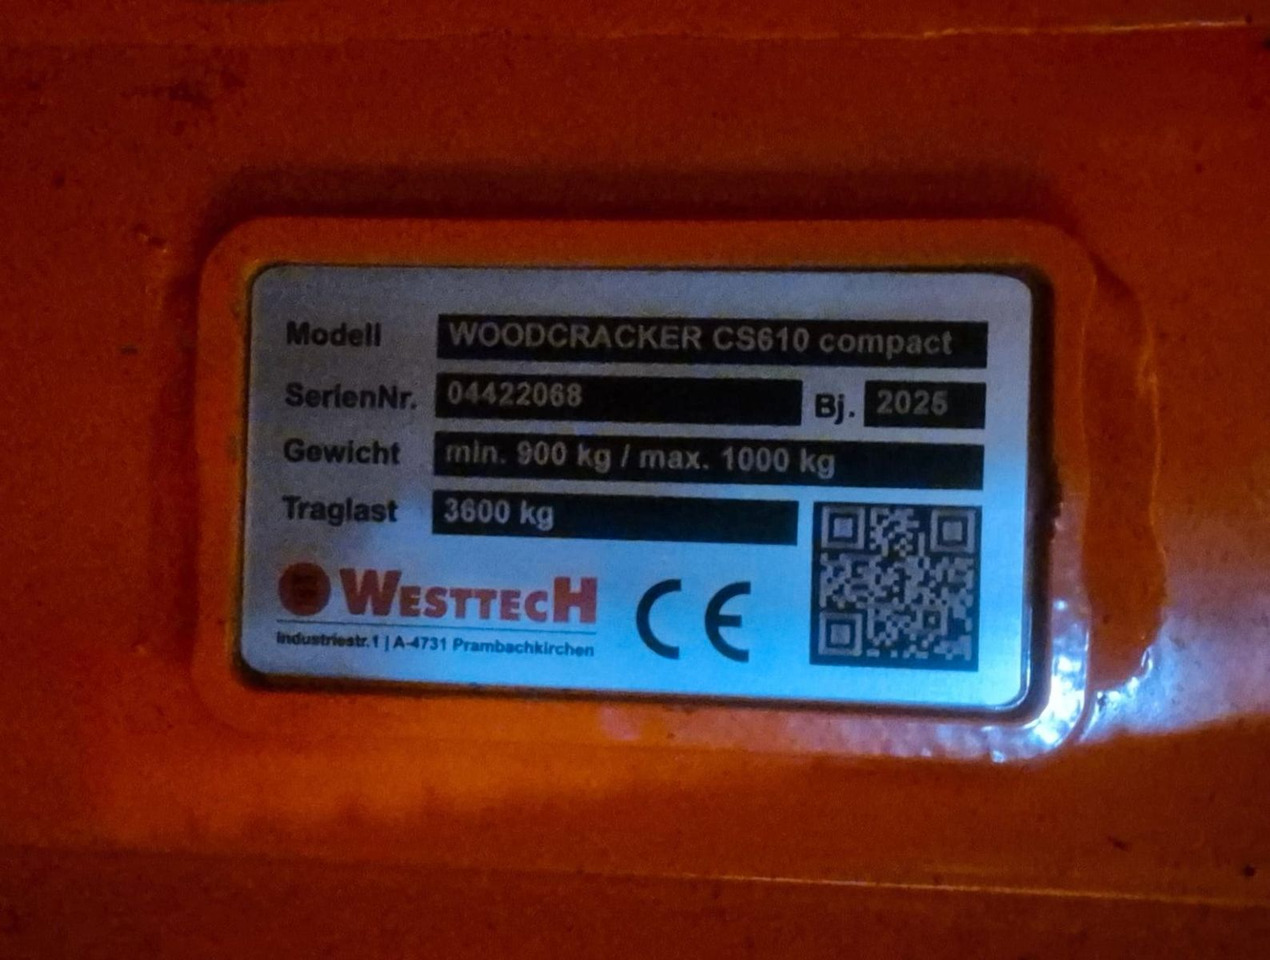 Modell WOODCRACKER CS610 compact
SerienNr. 04422068 Bj. 2025
Gewicht min. 900 kg / max. 1000 kg
Traglast 3600 kg
WESTTECH CE
Industriestr.1 | A-4731 Prambachkirchen